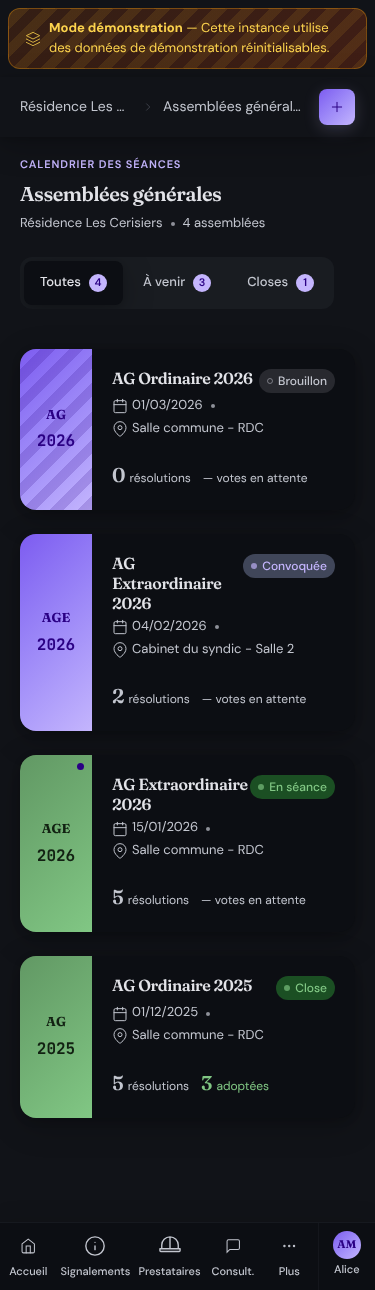 Mode démonstration — Cette instance utilise
des données de démonstration réinitialisables.
Résidence Les ... › Assemblées général...
CALENDRIER DES SÉANCES
Assemblées générales
Résidence Les Cerisiers • 4 assemblées
Toutes 4 À venir 3 Closes 1
AG
2026
AG Ordinaire 2026 Brouillon
01/03/2026 •
Salle commune - RDC
0 résolutions — votes en attente
AGE
2026
AG
Extraordinaire
2026
Convoquée
04/02/2026 •
Cabinet du syndic - Salle 2
2 résolutions — votes en attente
AGE
2026
AG Extraordinaire
2026
En séance
15/01/2026 •
Salle commune - RDC
5 résolutions — votes en attente
AG
2025
AG Ordinaire 2025 Close
01/12/2025 •
Salle commune - RDC
5 résolutions 3 adoptées
AM
Accueil Signalements Prestataires Consult. Plus Alice